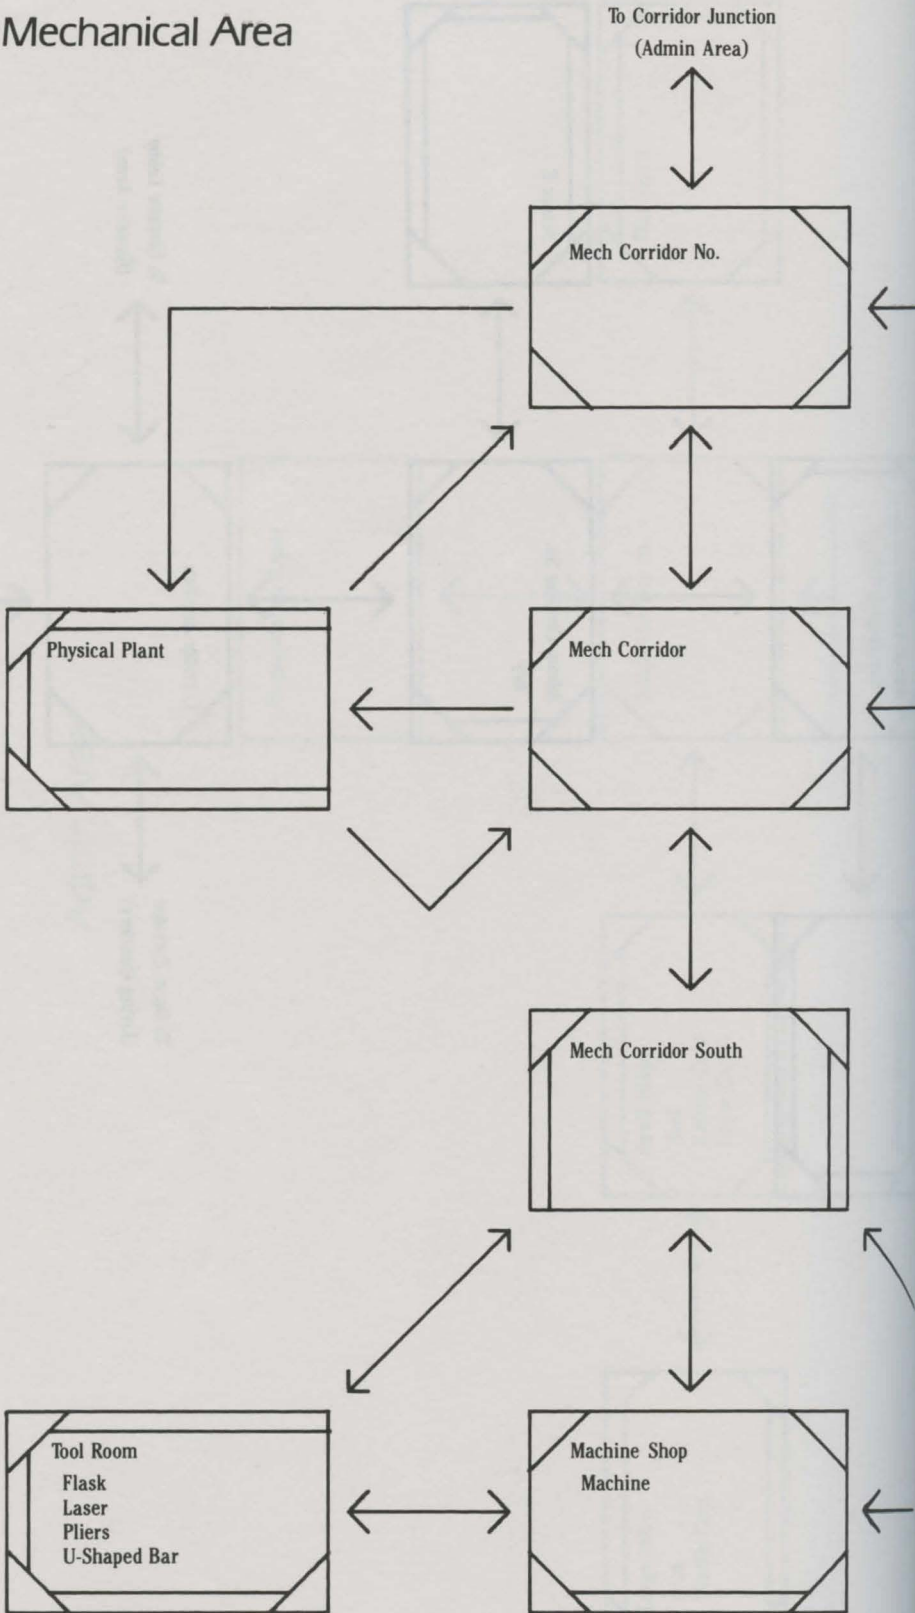 Mechanical Area
To Corridor Junction
(Admin Area)
Mech Corridor No.
Physical Plant
Mech Corridor
Mech Corridor South
Tool Room
Flask
Laser
Pliers
U-Shaped Bar
Machine Shop
Machine